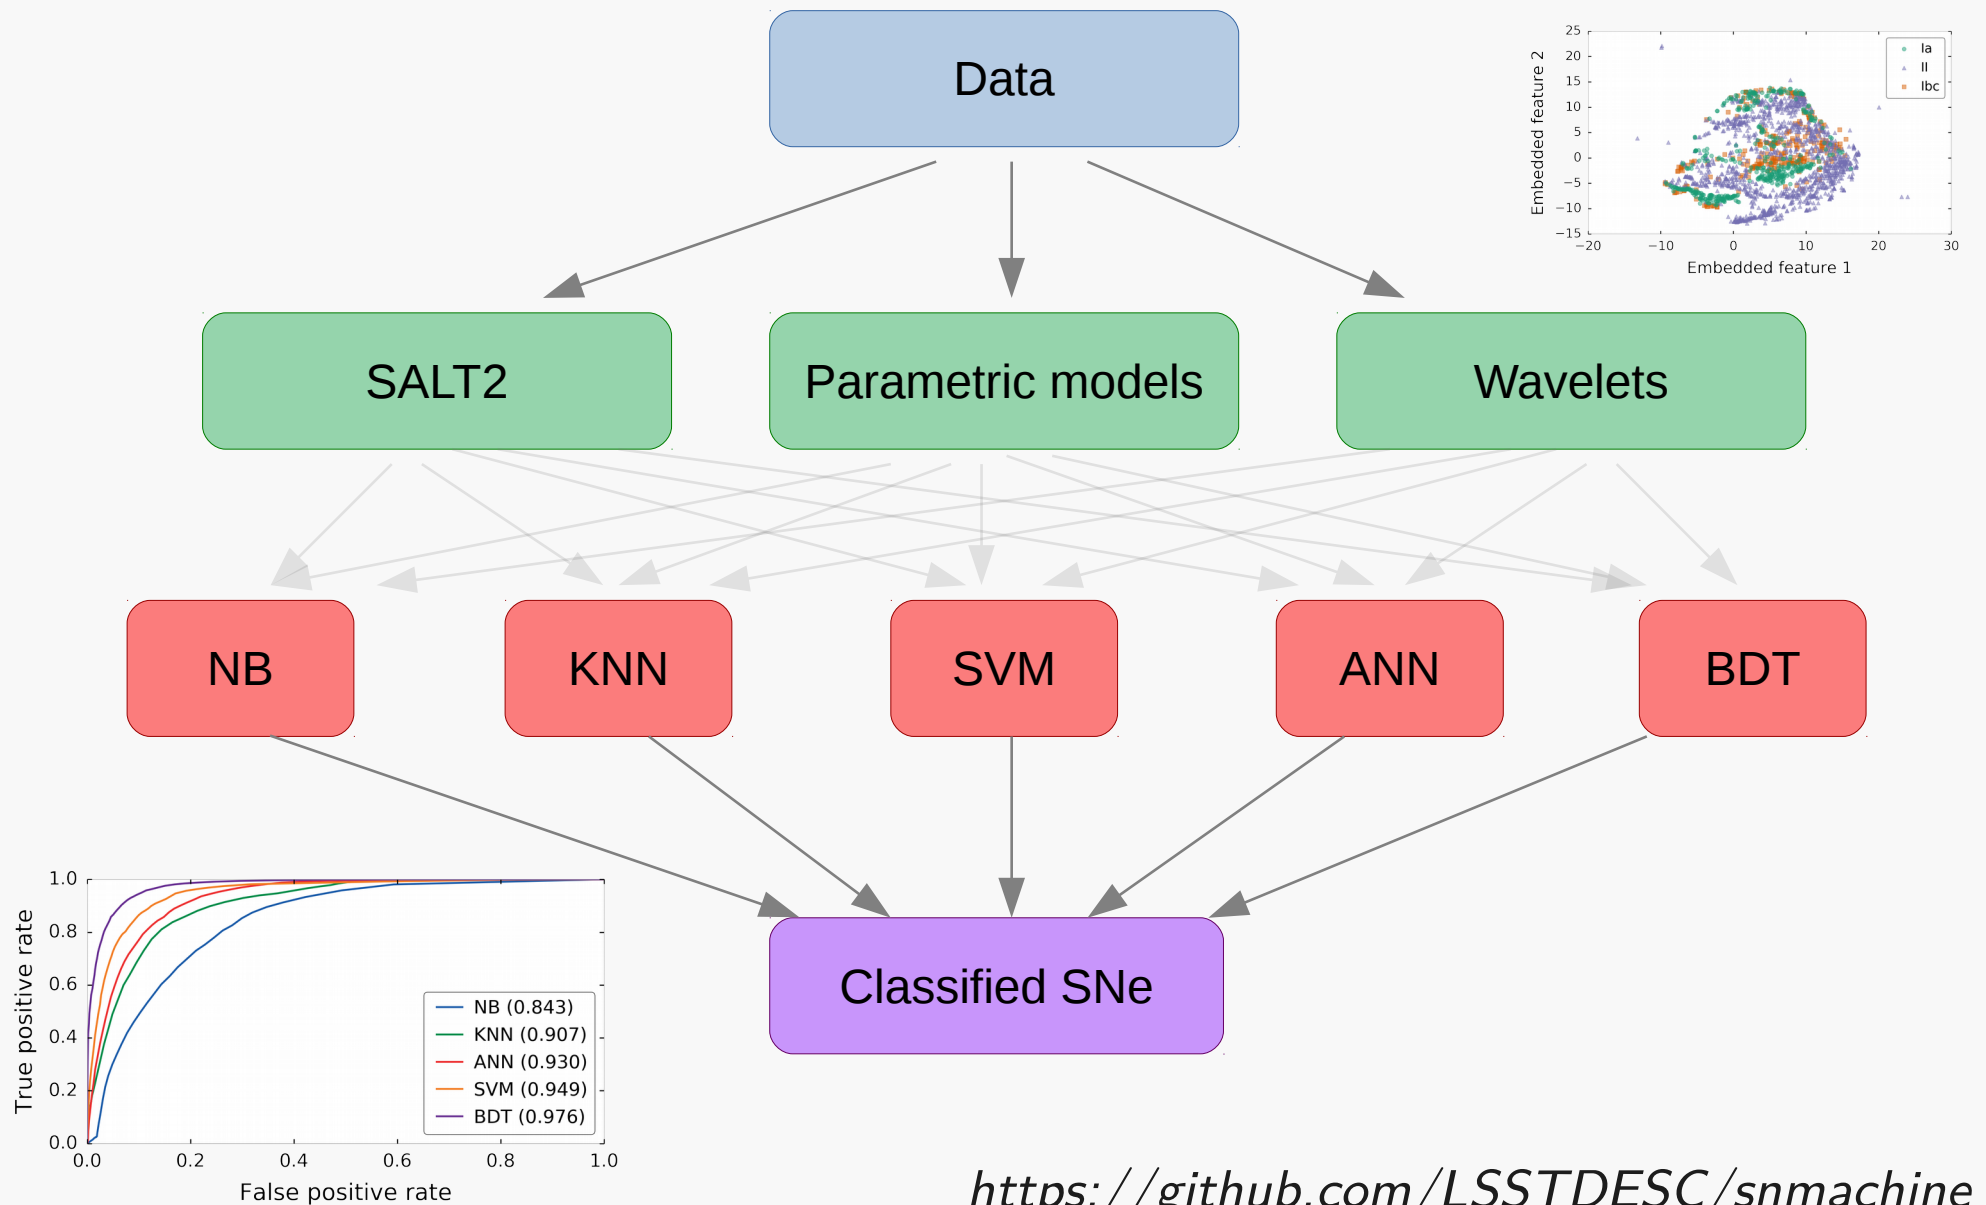 Data
25
20
15
10
5
0
−5
−10
−15
−20
−10
0
10
20
30
Embedded feature 2
Embedded feature 1
Ia
II
Ibc
SALT2
Parametric models
Wavelets
NB
KNN
SVM
ANN
BDT
Classified SNe
1.0
0.8
0.6
0.4
0.2
0.0
0.0
0.2
0.4
0.6
0.8
1.0
True positive rate
False positive rate
NB (0.843)
KNN (0.907)
ANN (0.930)
SVM (0.949)
BDT (0.976)
https://github.com/LSSTDESC/snmachine